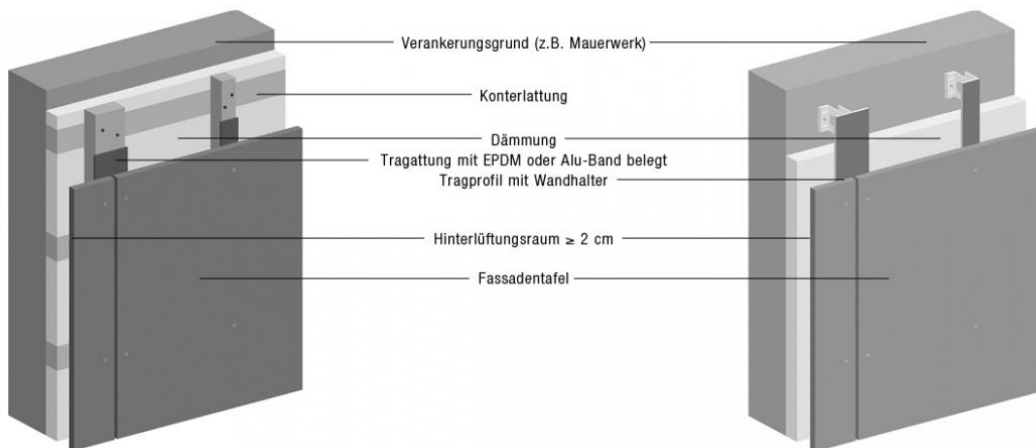 Verankerungsgrund (z.B. Mauerwerk)
Konterlattung
Dämmung
Tragattung mit EPDM oder Alu-Band belegt
Tragprofil mit Wandhalter
Hinterlüftungsraum ≥ 2 cm
Fassadentafel